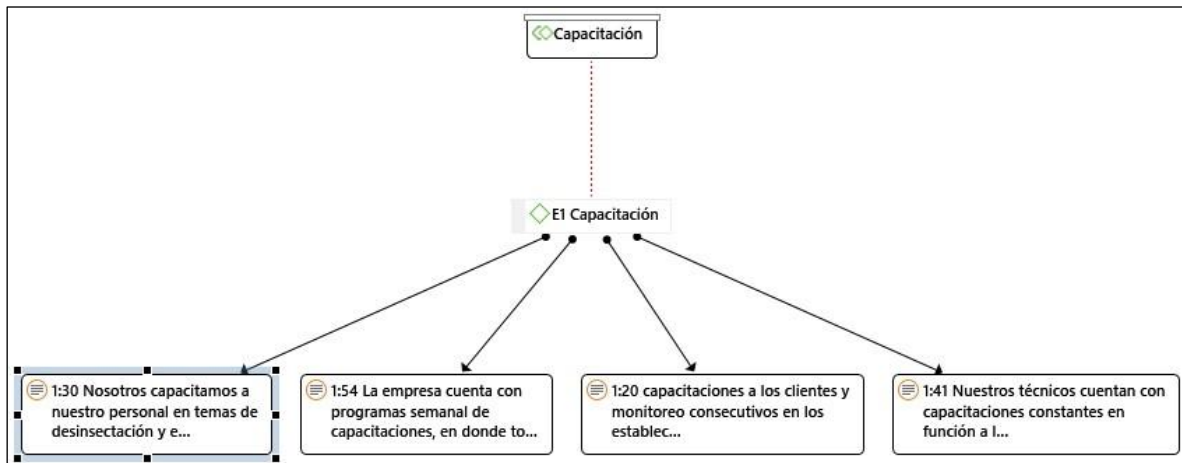 Capacitación
E1 Capacitación
1:30 Nosotros capacitamos a
nuestro personal en temas de
desinsectación y e...
1:54 La empresa cuenta con
programas semanal de
capacitaciones, en donde to...
1:20 capacitaciones a los clientes y
monitoreo consecutivos en los
establec...
1:41 Nuestros técnicos cuentan con
capacitaciones constantes en
función a l...